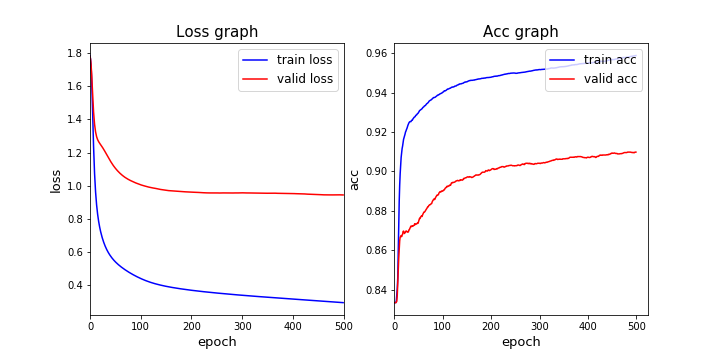 Loss graph
1.8
1.6
1.4
1.2
1.0
0.8
0.6
0.4
loss
0 100 200 300 400 500
epoch
train loss
valid loss
Acc graph
0.96
0.94
0.92
0.90
0.88
0.86
0.84
acc
0 100 200 300 400 500
epoch
train acc
valid acc